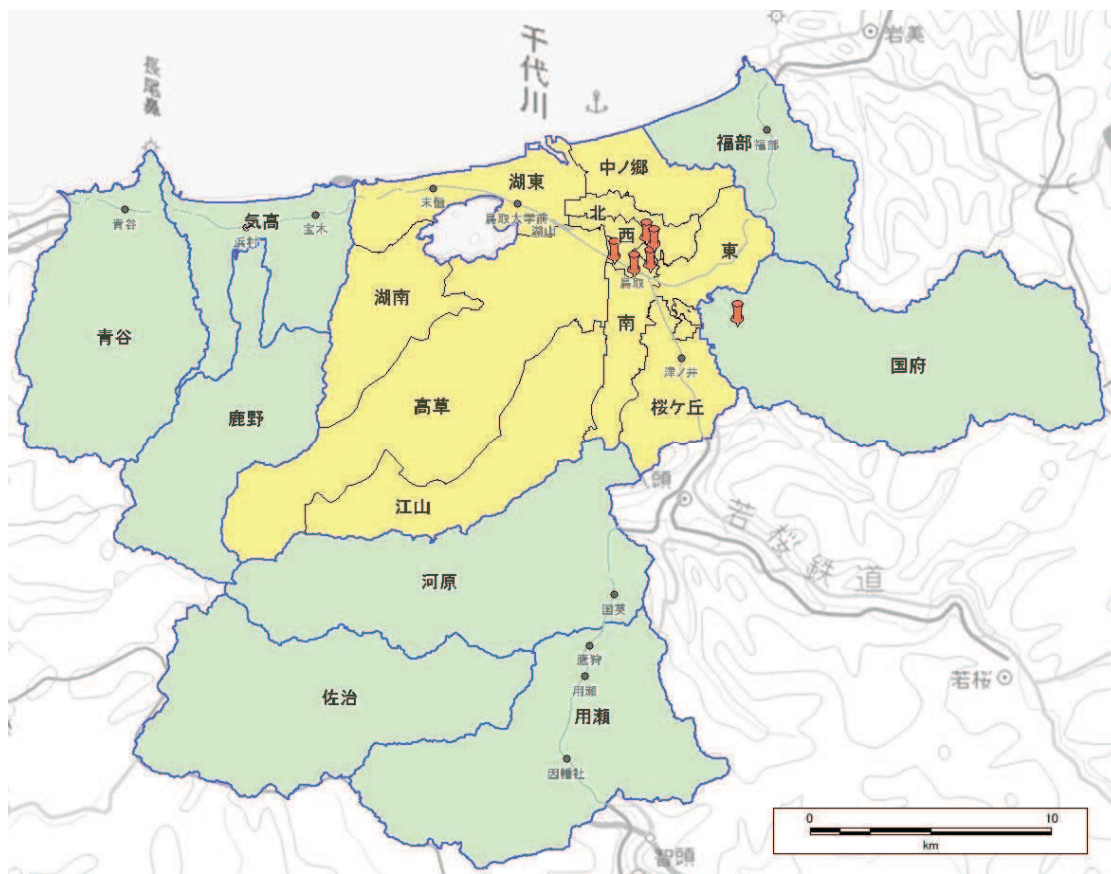 岩美
千代川
長尾鼻
福部
福部
中ノ郷
湖東
末恒
鳥取大学前
湖山
北
西
東
気高
青谷
浜村
宝木
鳥取
湖南
南
青谷
国府
津ノ井
高草
桜ケ丘
鹿野
八頭
江山
若桜鉄道
河原
国英
鷹狩
若桜
佐治
用瀬
用瀬
因幡社
0 10
km
智頭